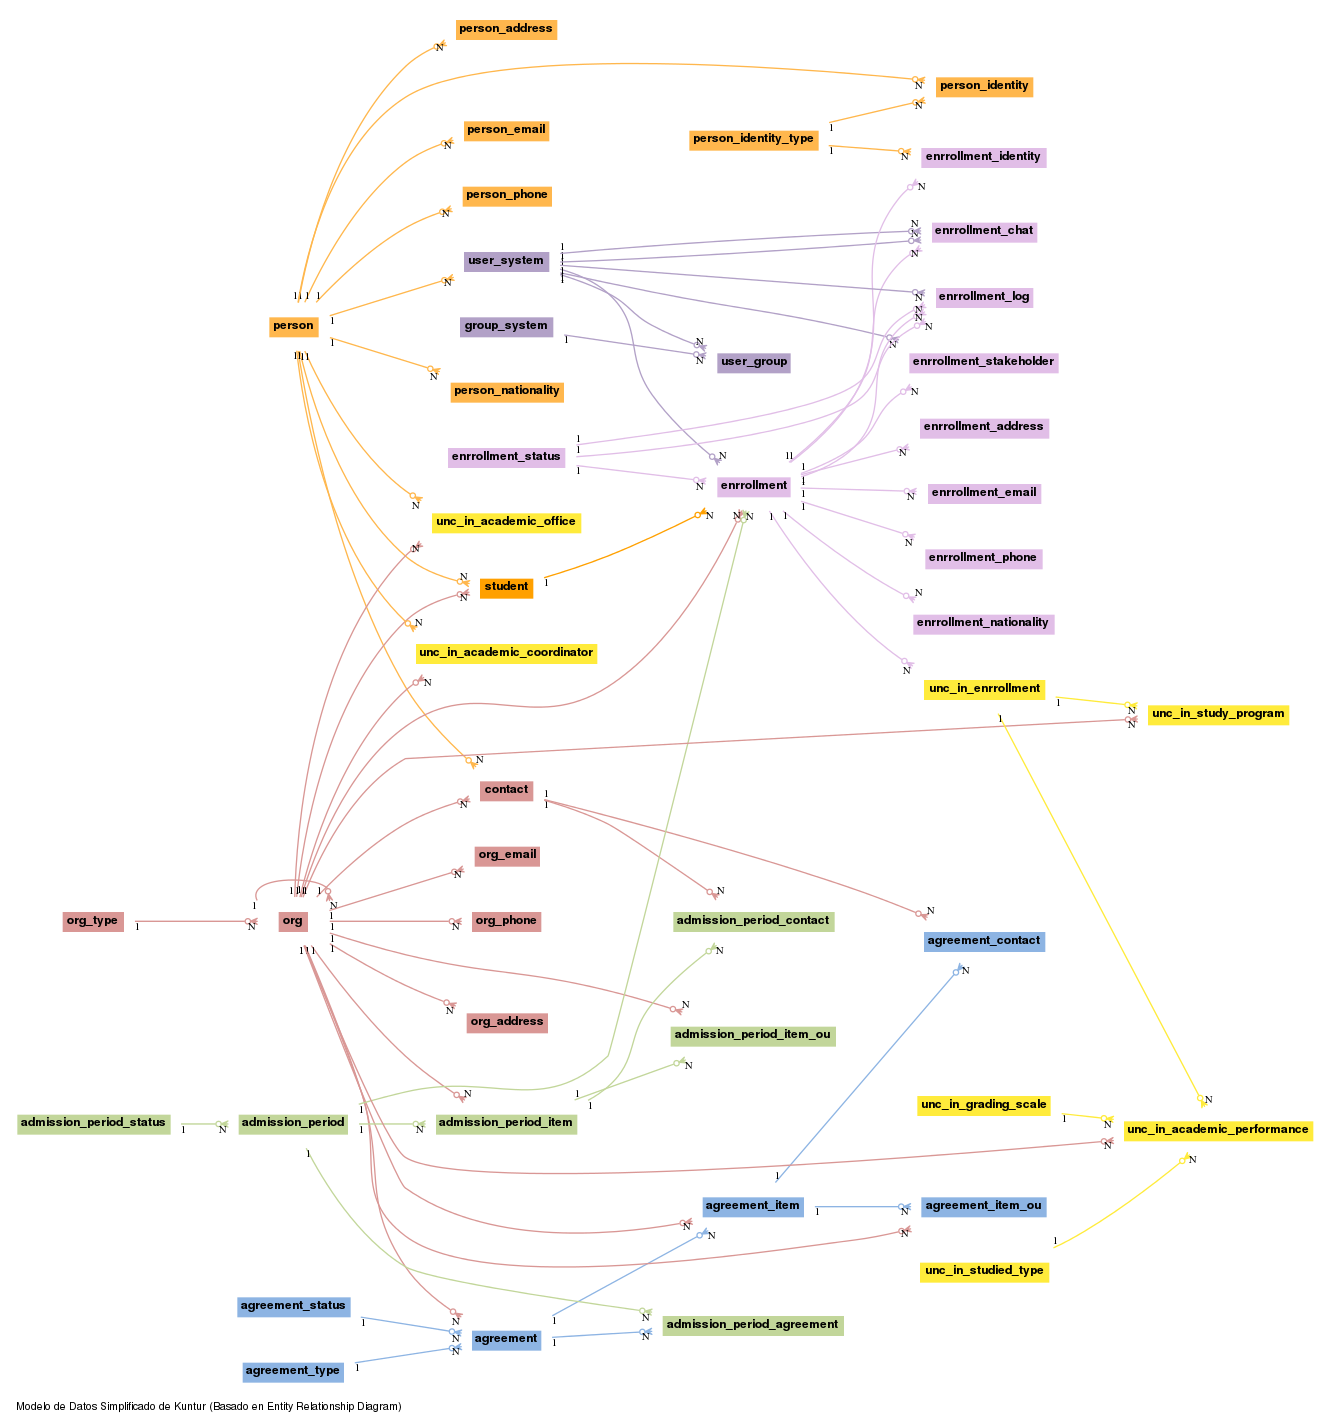 person_address
person_identity
person_email
person_identity_type
enrrollment_identity
person_phone
enrrollment_chat
user_system
enrrollment_log
person
group_system
user_group
enrrollment_stakeholder
person_nationality
enrrollment_address
enrrollment_status
enrrollment
enrrollment_email
unc_in_academic_office
enrrollment_phone
student
enrrollment_nationality
unc_in_academic_coordinator
unc_in_enrrollment
unc_in_study_program
contact
org_email
org_type
org
org_phone
admission_period_contact
agreement_contact
org_address
admission_period_item_ou
unc_in_grading_scale
admission_period_status
admission_period
admission_period_item
unc_in_academic_performance
agreement_item
agreement_item_ou
unc_in_studied_type
agreement_status
admission_period_agreement
agreement
agreement_type
Modelo de Datos Simplificado de Kuntur (Basado en Entity Relationship Diagram)